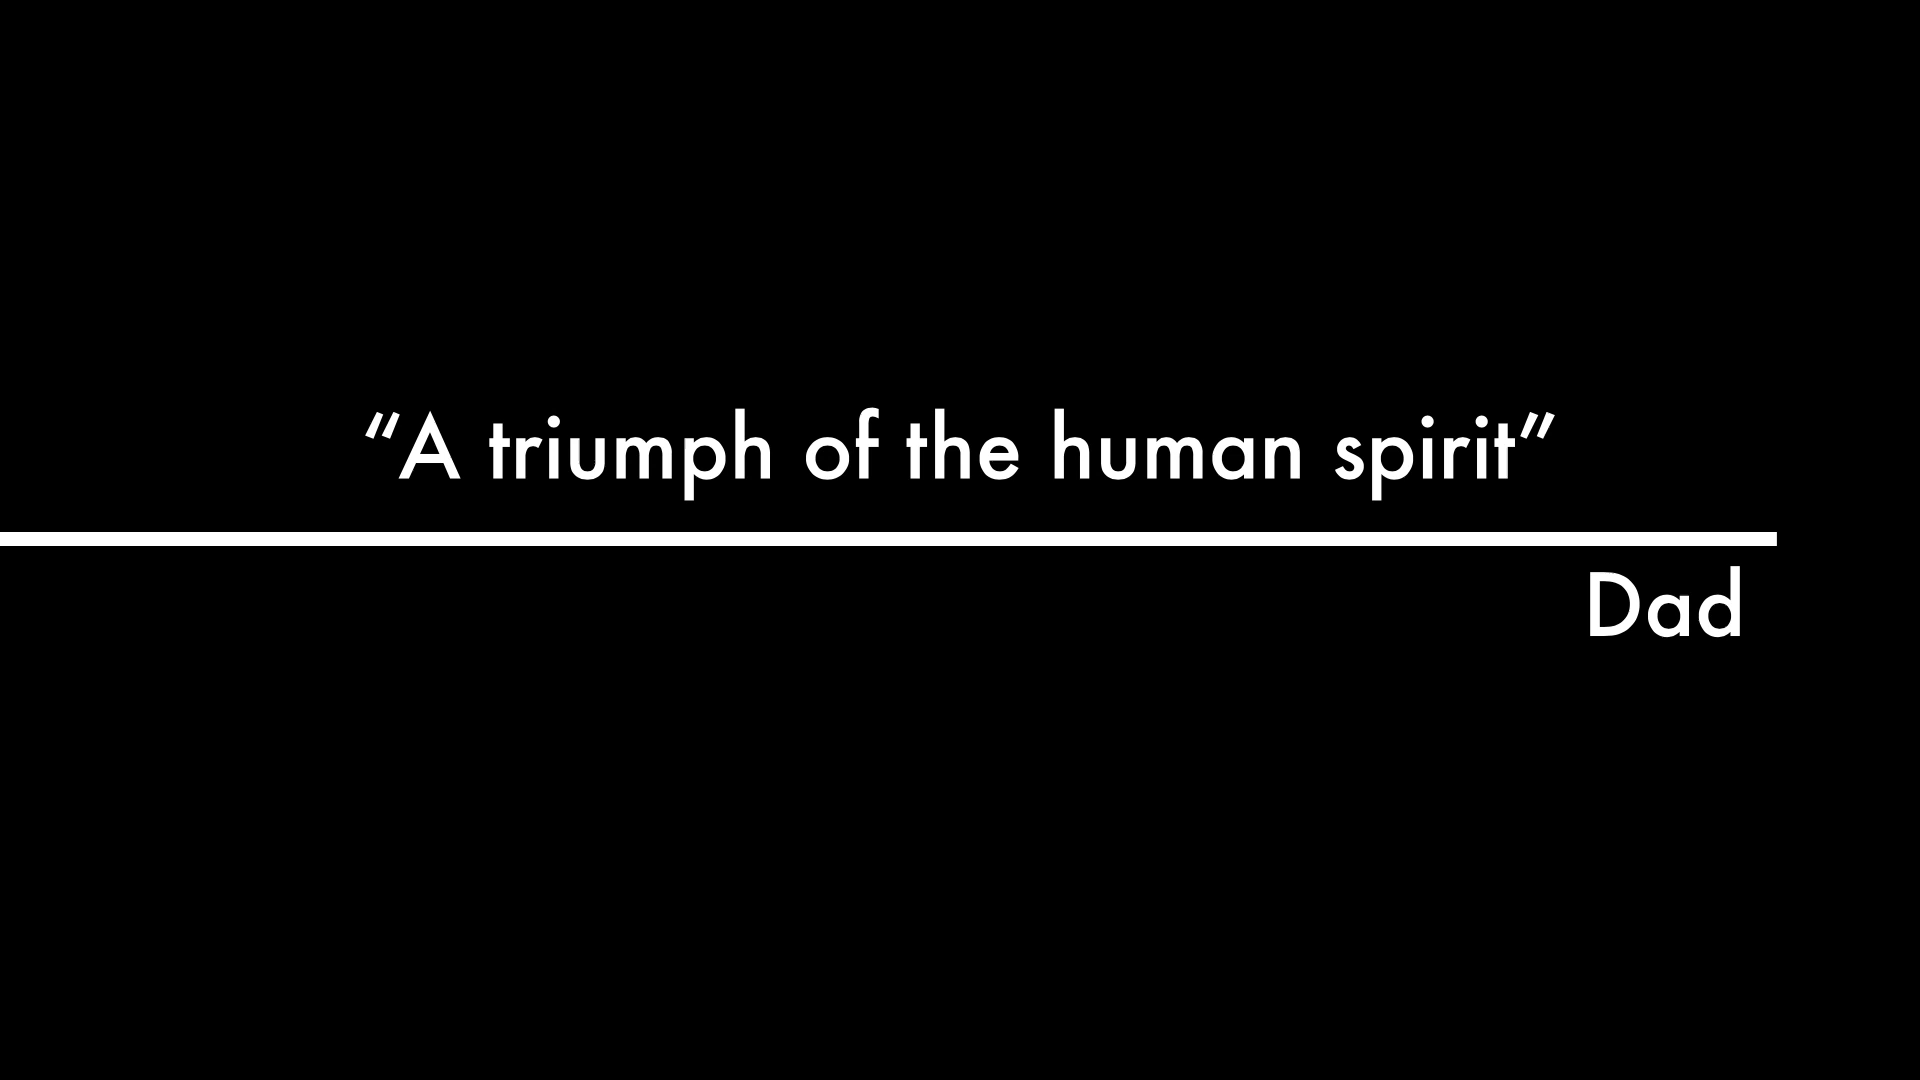 “A triumph of the human spirit”
Dad